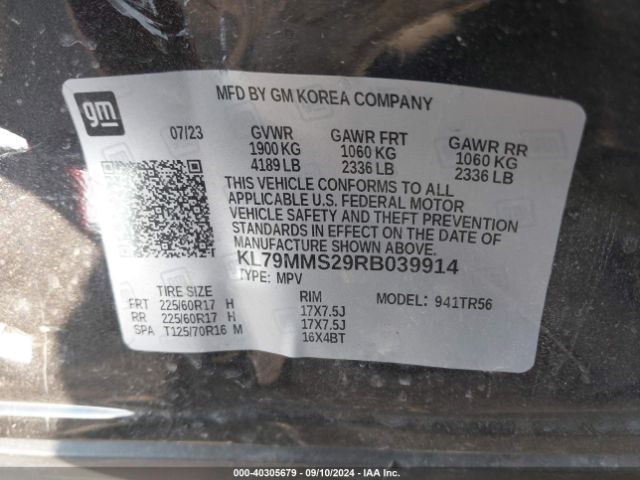 gm
MFD BY GM KOREA COMPANY
07/23 GVWR GAWR FRT GAWR RR
1900 KG 1060 KG 1060 KG
4189 LB 2336 LB 2336 LB
THIS VEHICLE CONFORMS TO ALL
APPLICABLE U.S. FEDERAL MOTOR
VEHICLE SAFETY AND THEFT PREVENTION
STANDARDS IN EFFECT ON THE DATE OF
MANUFACTURE SHOWN ABOVE.
KL79MMS29RB039914
TYPE: MPV
TIRE SIZE RIM MODEL: 941TR56
FRT 225/60R17 H 17X7.5J
RR 225/60R17 H 17X7.5J
SPA T125/70R16 M 16X4BT
000-40305679 - 09/10/2024 - IAA Inc.